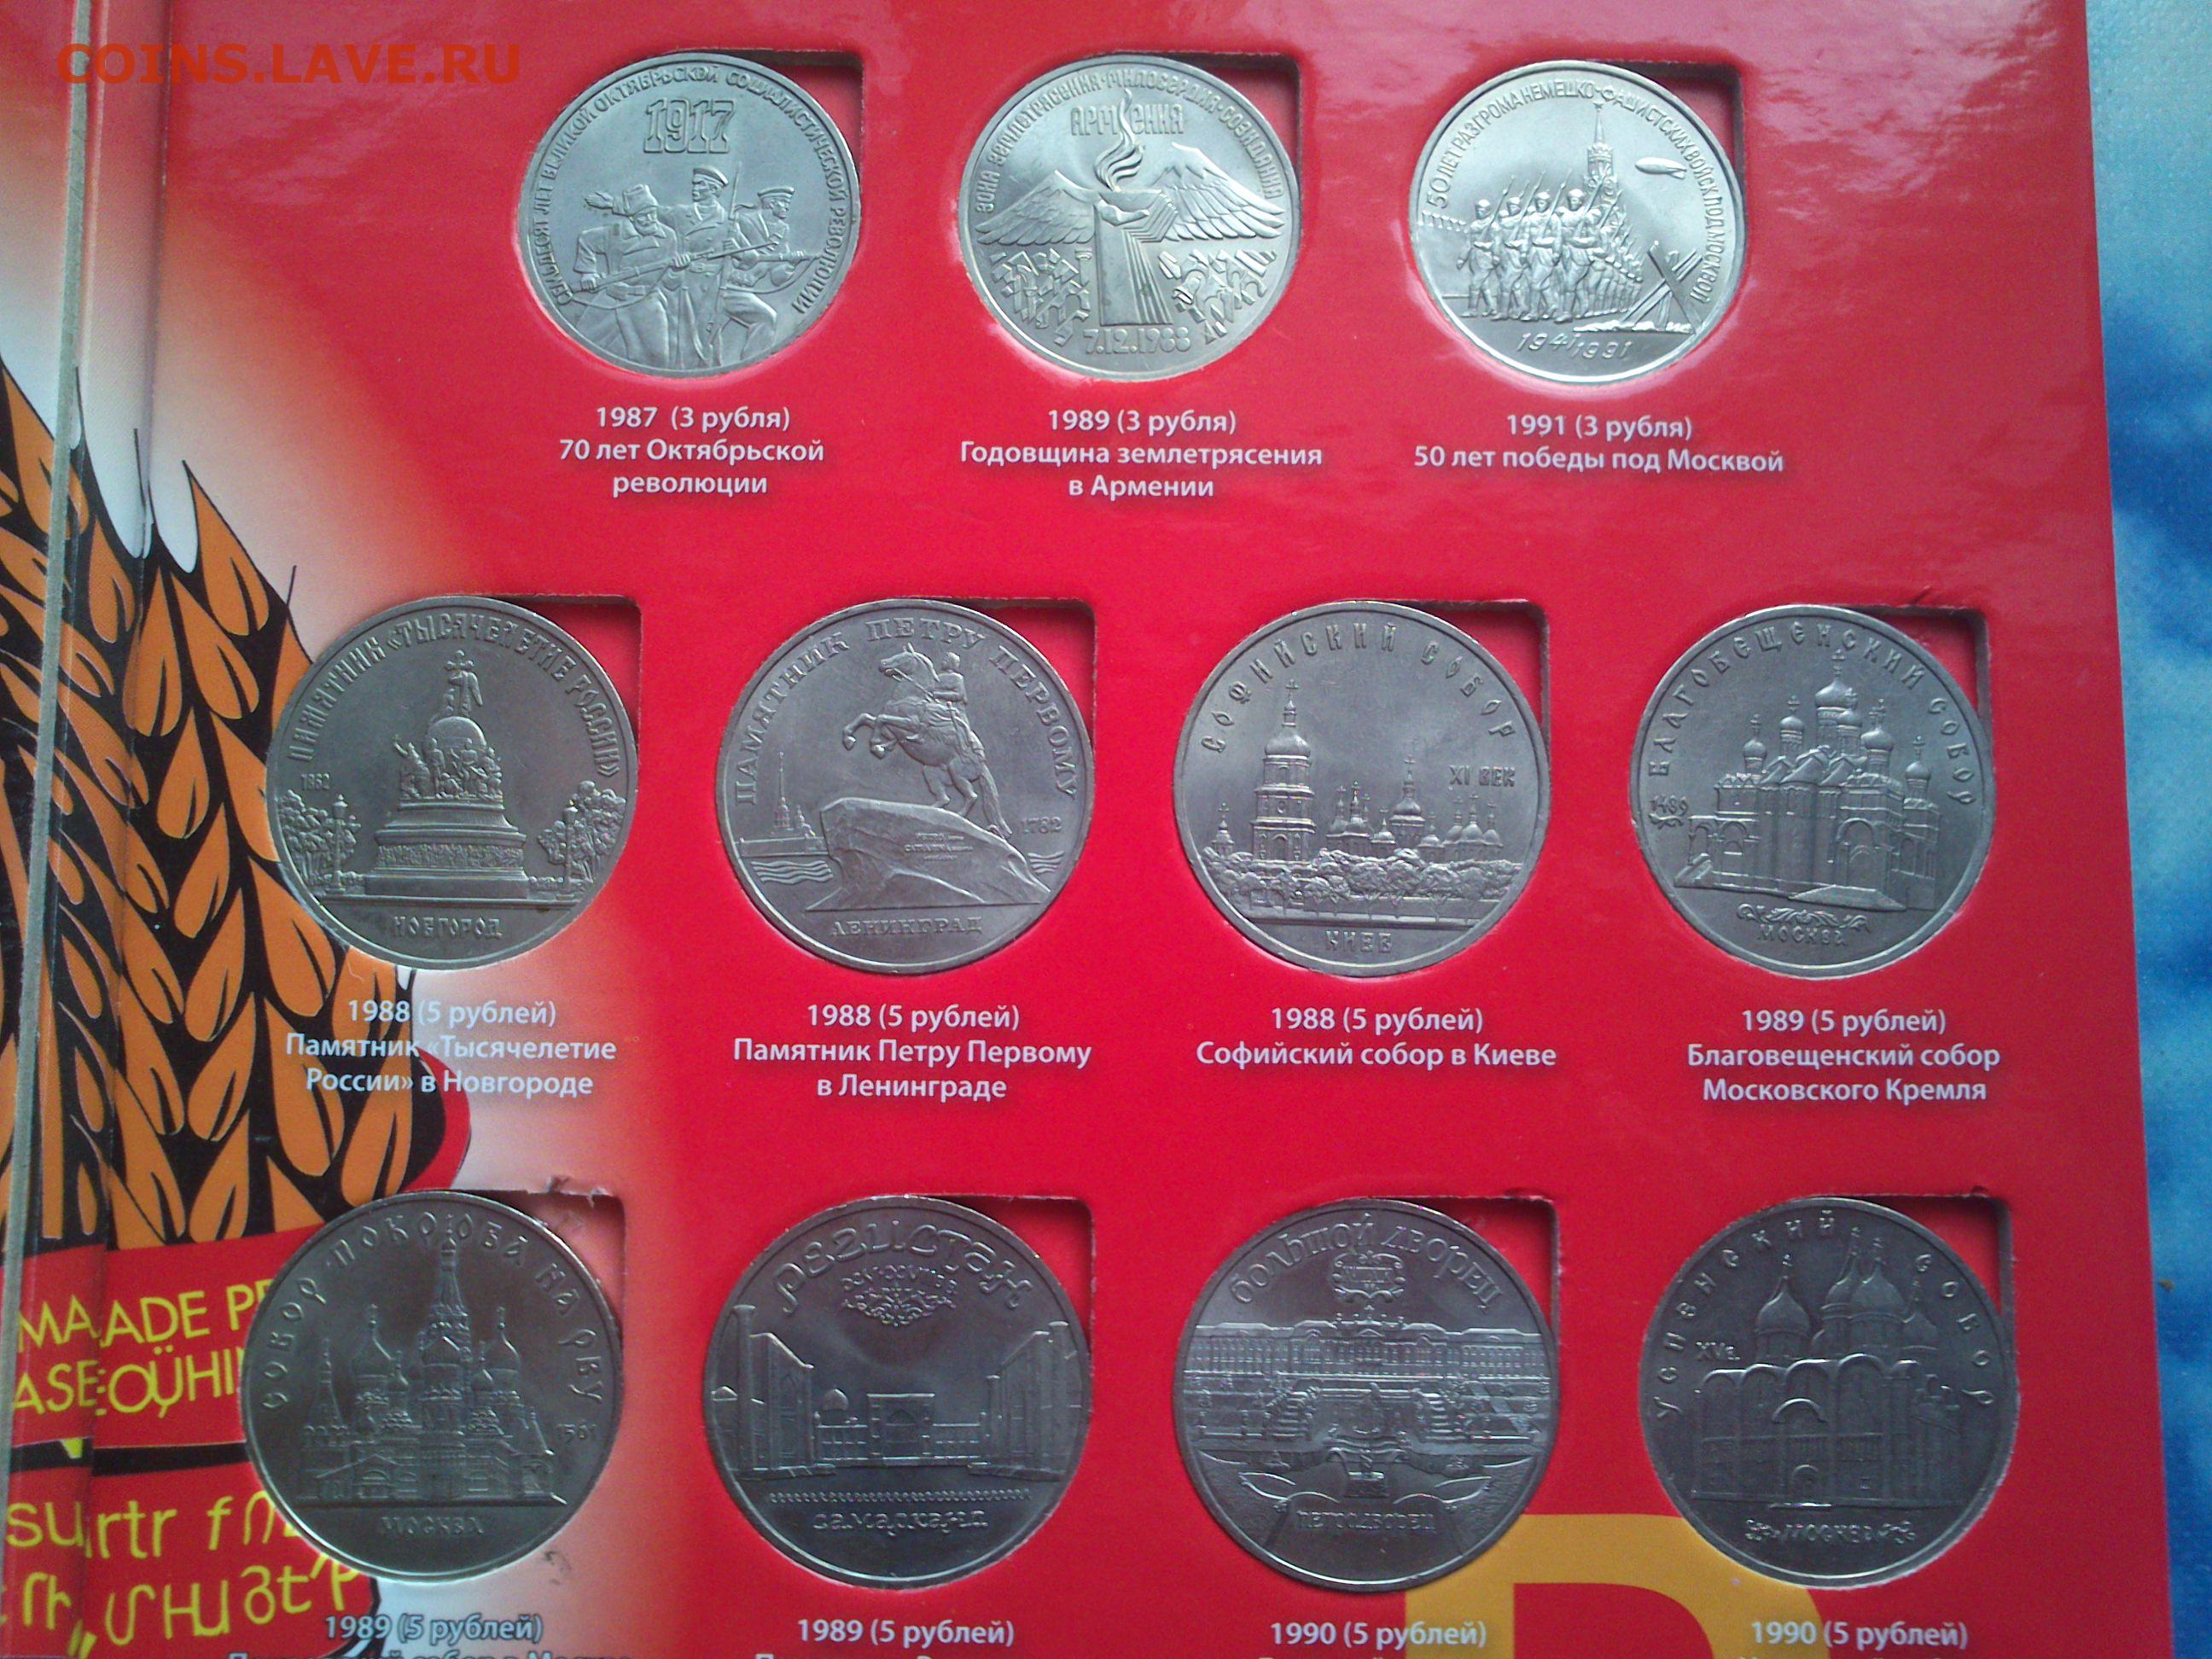 COINS.LAVE.RU
СЕМЬДЕСЯТ ЛЕТ ВЕЛИКОЙ ОКТЯБРЬСКОЙ СОЦИАЛИСТИЧЕСКОЙ РЕВОЛЮЦИИ
1917
ЗОНА ЗЕМЛЕТРЯСЕНИЯ·МИЛОСЕРДИЕ·СОЗИДАНИЕ
АРМЕНИЯ
7.12.1988
50 ЛЕТ РАЗГРОМА НЕМЕЦКО-ФАШИСТСКИХ ВОЙСК ПОД МОСКВОЙ
1941 1991
1987 (3 рубля)
70 лет Октябрьской
революции
1989 (3 рубля)
Годовщина землетрясения
в Армении
1991 (3 рубля)
50 лет победы под Москвой
ПАМЯТНИК «ТЫСЯЧЕЛЕТИЕ РОССИИ»
1862
НОВГОРОД
ПАМЯТНИК ПЕТРУ ПЕРВОМУ
1782
ЛЕНИНГРАД
СОФИЙСКИЙ СОБОР
XI ВЕК
КИЕВ
БЛАГОВЕЩЕНСКИЙ СОБОР
1489
МОСКВА
1988 (5 рублей)
Памятник «Тысячелетие
России» в Новгороде
1988 (5 рублей)
Памятник Петру Первому
в Ленинграде
1988 (5 рублей)
Софийский собор в Киеве
1989 (5 рублей)
Благовещенский собор
Московского Кремля
СОБОР ПОКРОВА НА РВУ
1561
МОСКВА
РЕГИСТАН
САМАРКАНД
БОЛЬШОЙ ДВОРЕЦ
ПЕТРОДВОРЕЦ
УСПЕНСКИЙ СОБОР
МОСКВА
1989 (5 рублей)
1989 (5 рублей)
1990 (5 рублей)
1990 (5 рублей)